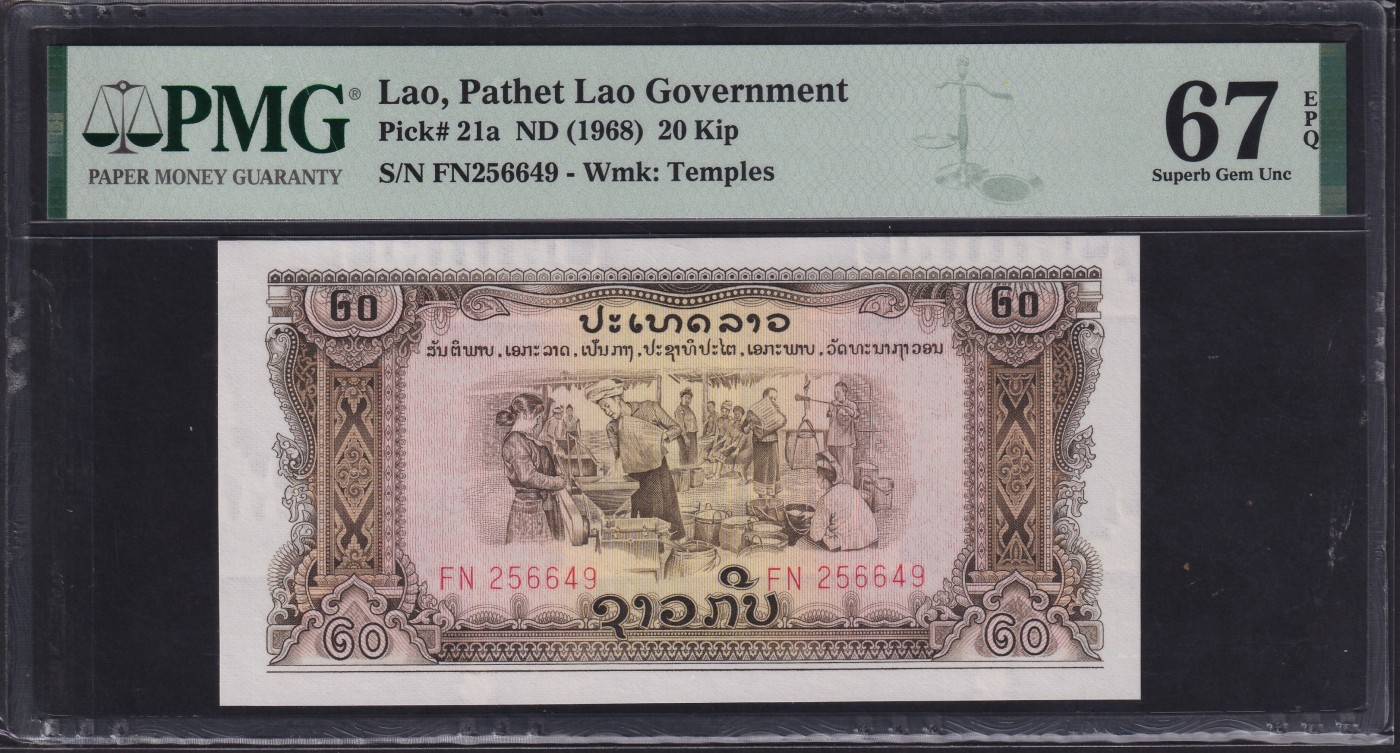 PMG®
PAPER MONEY GUARANTY
Lao, Pathet Lao Government
Pick# 21a ND (1968) 20 Kip
S/N FN256649 - Wmk: Temples
67
EPQ
Superb Gem Unc
໒໐
໒໐
ປະເທດລາວ
ສັນຕິພາບ, ເອກະລາດ, ເປັນກາງ, ປະຊາທິປະໄຕ, ເອກະພາບ, ວັດທະນາຖາວອນ
FN 256649
FN 256649
ຊາວກີບ
໒໐
໒໐